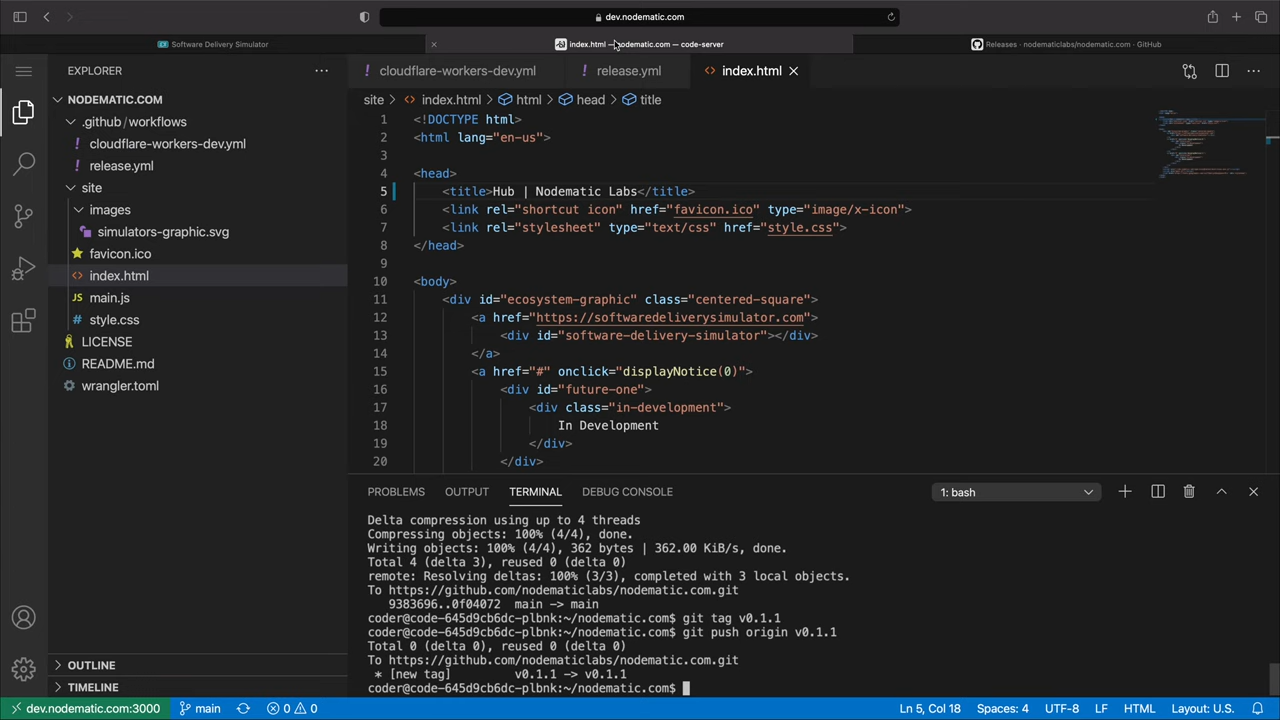 dev.nodematic.com
Software Delivery Simulator
index.html — nodematic.com — code-server
Releases · nodematiclabs/nodematic.com · GitHub
EXPLORER
NODEMATIC.COM
.github / workflows
cloudflare-workers-dev.yml
release.yml
site
images
simulators-graphic.svg
favicon.ico
index.html
main.js
style.css
LICENSE
README.md
wrangler.toml
OUTLINE
TIMELINE
cloudflare-workers-dev.yml
release.yml
index.html
site > index.html > html > head > title
1 <!DOCTYPE html>
2 <html lang="en-us">
3
4 <head>
5 <title>Hub | Nodematic Labs</title>
6 <link rel="shortcut icon" href="favicon.ico" type="image/x-icon">
7 <link rel="stylesheet" type="text/css" href="style.css">
8 </head>
9
10 <body>
11 <div id="ecosystem-graphic" class="centered-square">
12 <a href="https://softwaredeliverysimulator.com">
13 <div id="software-delivery-simulator"></div>
14 </a>
15 <a href="#" onclick="displayNotice(0)">
16 <div id="future-one">
17 <div class="in-development">
18 In Development
19 </div>
20 </div>
PROBLEMS OUTPUT TERMINAL DEBUG CONSOLE
1: bash
Delta compression using up to 4 threads
Compressing objects: 100% (4/4), done.
Writing objects: 100% (4/4), 362 bytes | 362.00 KiB/s, done.
Total 4 (delta 3), reused 0 (delta 0)
remote: Resolving deltas: 100% (3/3), completed with 3 local objects.
To https://github.com/nodematiclabs/nodematic.com.git
9383696..0f04072 main -> main
coder@code-645d9cb6dc-plbnk:~/nodematic.com$ git tag v0.1.1
coder@code-645d9cb6dc-plbnk:~/nodematic.com$ git push origin v0.1.1
Total 0 (delta 0), reused 0 (delta 0)
To https://github.com/nodematiclabs/nodematic.com.git
* [new tag] v0.1.1 -> v0.1.1
coder@code-645d9cb6dc-plbnk:~/nodematic.com$
dev.nodematic.com:3000 main 0 0
Ln 5, Col 18 Spaces: 4 UTF-8 LF HTML Layout: U.S.